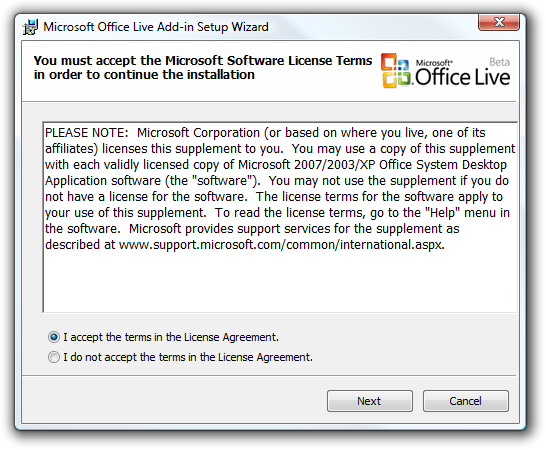 Microsoft Office Live Add-in Setup Wizard
You must accept the Microsoft Software License Terms
in order to continue the installation
Beta
Microsoft®
Office Live
PLEASE NOTE:  Microsoft Corporation (or based on where you live, one of its
affiliates) licenses this supplement to you.  You may use a copy of this supplement
with each validly licensed copy of Microsoft 2007/2003/XP Office System Desktop
Application software (the "software").  You may not use the supplement if you do
not have a license for the software.  The license terms for the software apply to
your use of this supplement.  To read the license terms, go to the "Help" menu in
the software.  Microsoft provides support services for the supplement as
described at www.support.microsoft.com/common/international.aspx.
I accept the terms in the License Agreement.
I do not accept the terms in the License Agreement.
Next
Cancel